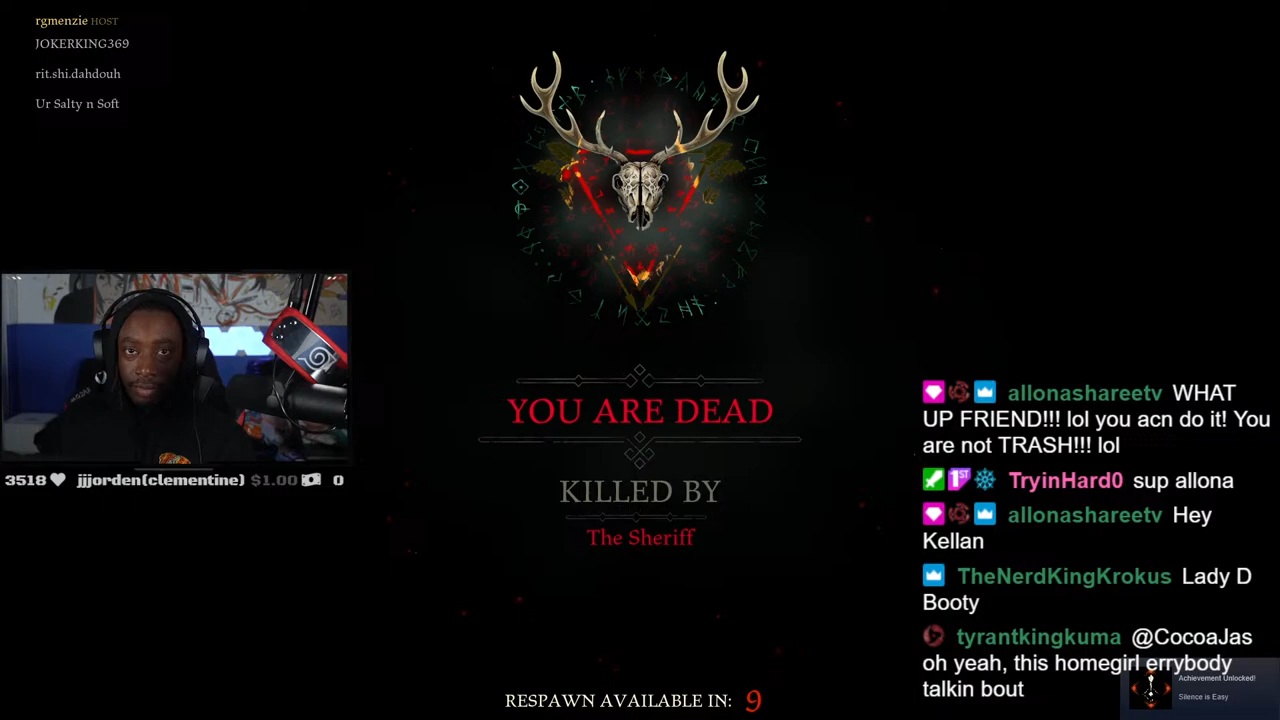 rgmenzie HOST
JOKERKING369
rit.shi.dahdouh
Ur Salty n Soft
YOU ARE DEAD
KILLED BY
The Sheriff
RESPAWN AVAILABLE IN: 9
3518 jjjorden(clementine) $1.00 0
allonashareetv WHAT
UP FRIEND!!! lol you acn do it! You
are not TRASH!!! lol
1ST TryinHard0 sup allona
allonashareetv Hey
Kellan
TheNerdKingKrokus Lady D
Booty
tyrantkingkuma @CocoaJas
oh yeah, this homegirl errybody
talkin bout
Achievement Unlocked!
Silence is Easy